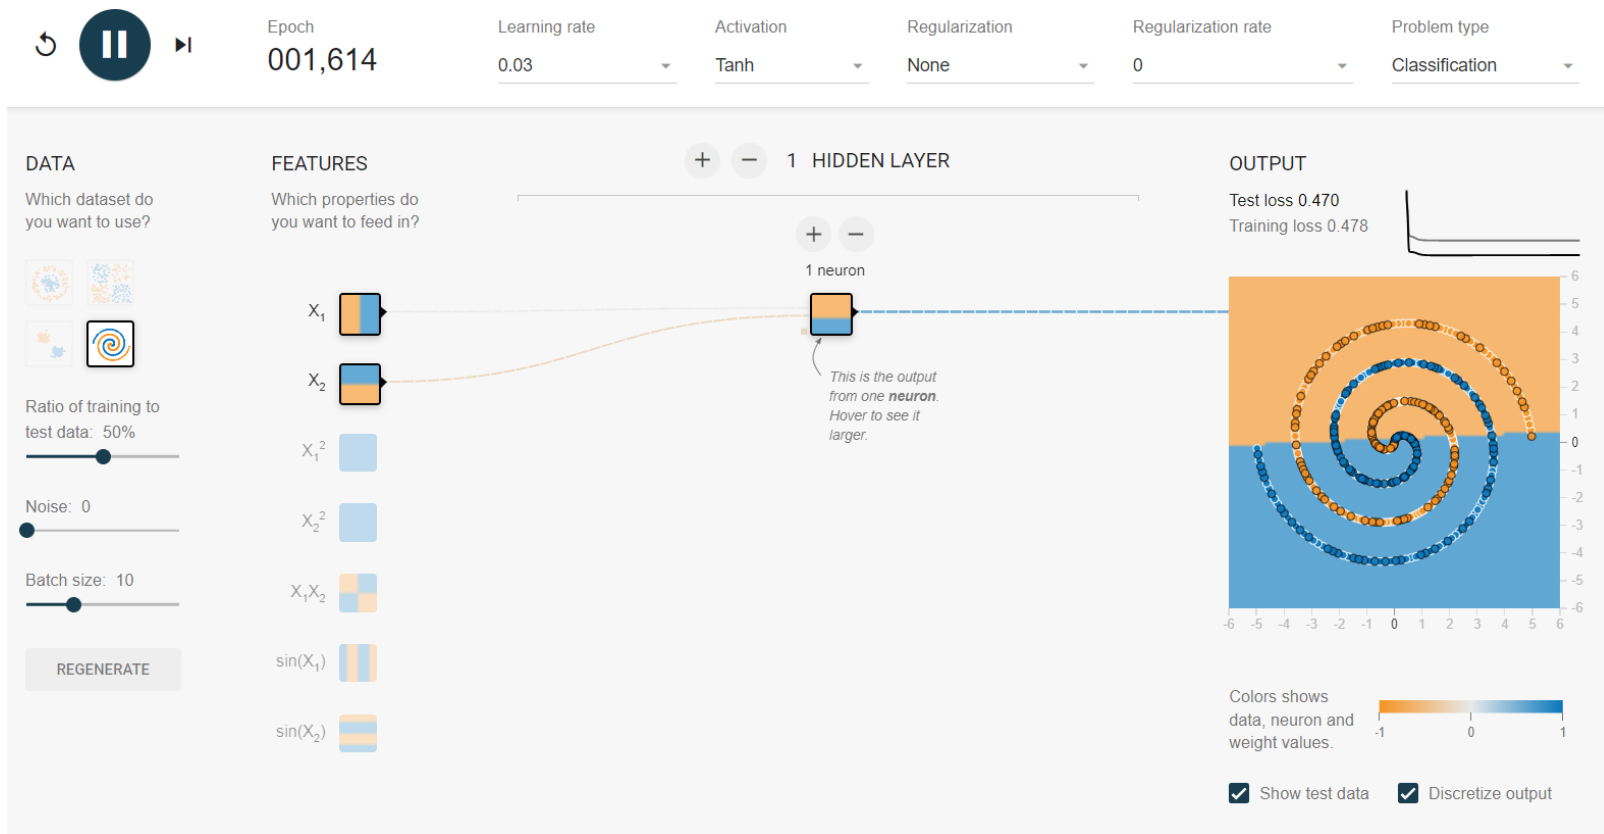 Epoch
001,614
Learning rate
0.03
Activation
Tanh
Regularization
None
Regularization rate
0
Problem type
Classification
DATA
Which dataset do
you want to use?
Ratio of training to
test data: 50%
Noise: 0
Batch size: 10
REGENERATE
FEATURES
Which properties do
you want to feed in?
X₁
X₂
X₁²
X₂²
X₁X₂
sin(X₁)
sin(X₂)
+ − 1 HIDDEN LAYER
+ −
1 neuron
This is the output
from one neuron.
Hover to see it
larger.
OUTPUT
Test loss 0.470
Training loss 0.478
6
5
4
3
2
1
0
-1
-2
-3
-4
-5
-6
-6 -5 -4 -3 -2 -1 0 1 2 3 4 5 6
Colors shows
data, neuron and
weight values.
-1 0 1
Show test data
Discretize output